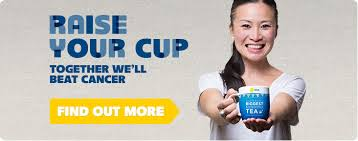 RAISE
YOUR CUP
TOGETHER WE'LL
BEAT CANCER
FIND OUT MORE
BIGGEST
TEA